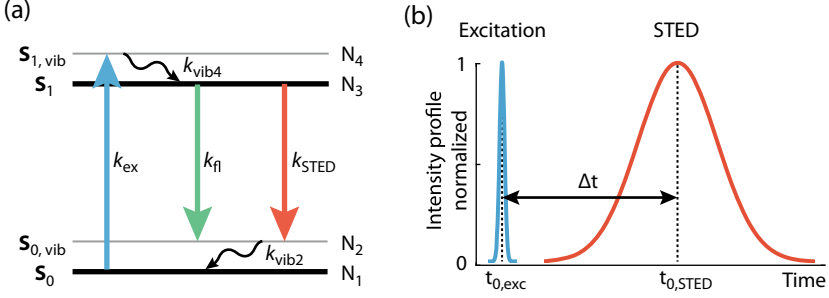 (a)
S1, vib
N4
kvib4
S1
N3
kex
kfl
kSTED
S0, vib
N2
kvib2
S0
N1
(b)
Excitation
STED
Intensity profile
normalized
1
Δt
0
t0,exc
t0,STED
Time